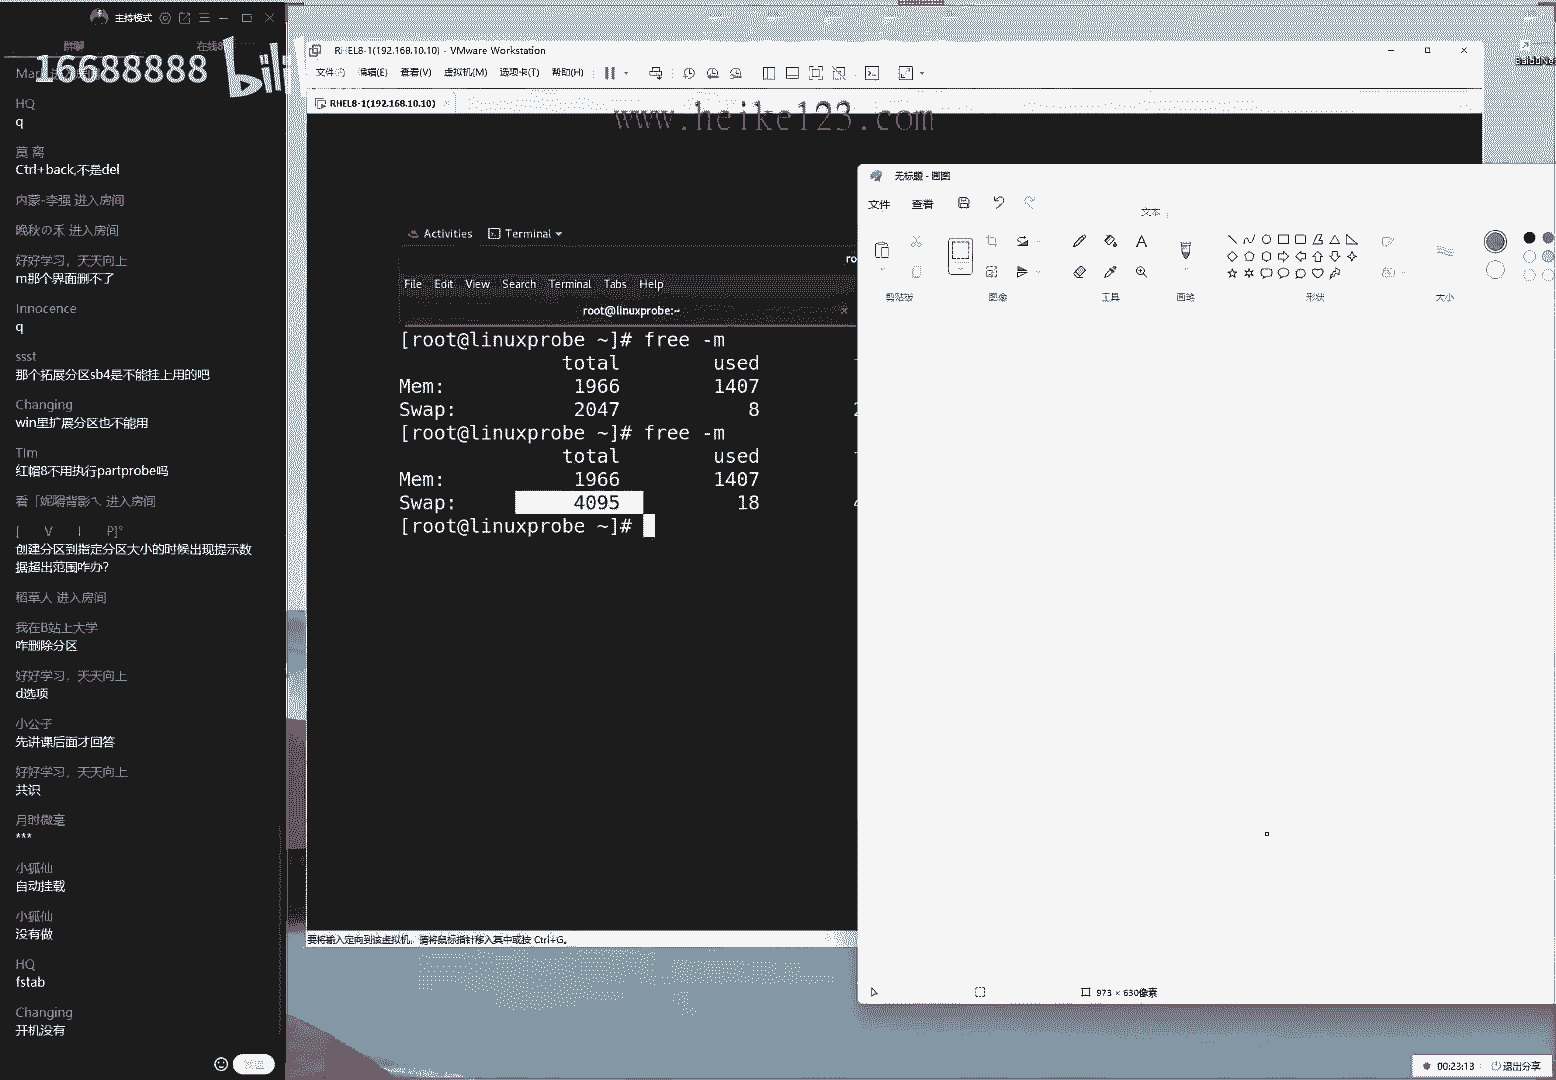 主持模式
群聊
在线8
16688888
bili
HQ
q
莫 离
Ctrl+back,不是del
内蒙-李强 进入房间
晚秋の禾 进入房间
好好学习，天天向上
m那个界面删不了
Innocence
q
ssst
那个拓展分区sb4是不能挂上用的吧
Changing
win里扩展分区也不能用
TIm
红帽8不用执行partprobe吗
进入房间
[ V I P]°
创建分区到指定分区大小的时候出现提示数
据超出范围咋办？
稻草人 进入房间
我在B站上大学
咋删除分区
好好学习，天天向上
d选项
小公子
先讲课后面才回答
好好学习，天天向上
共识
月时微毫
***
小狐仙
自动挂载
小狐仙
没有做
HQ
fstab
Changing
开机没有
发送
RHEL8-1(192.168.10.10) - VMware Workstation
文件(F) 编辑(E) 查看(V) 虚拟机(M) 选项卡(T) 帮助(H)
RHEL8-1(192.168.10.10)
www.heike123.com
Activities
Terminal
ro
File Edit View Search Terminal Tabs Help
root@linuxprobe:~
[root@linuxprobe ~]# free -m
total used
Mem: 1966 1407
Swap: 2047 8
[root@linuxprobe ~]# free -m
total used
Mem: 1966 1407
Swap: 4095 18
[root@linuxprobe ~]#
要将输入定向到该虚拟机，请将鼠标指针移入其中或按 Ctrl+G。
无标题 - 画图
文件 查看
文本
剪贴板 图像 工具 画笔 形状 大小
973 × 630像素
00:23:13
退出分享